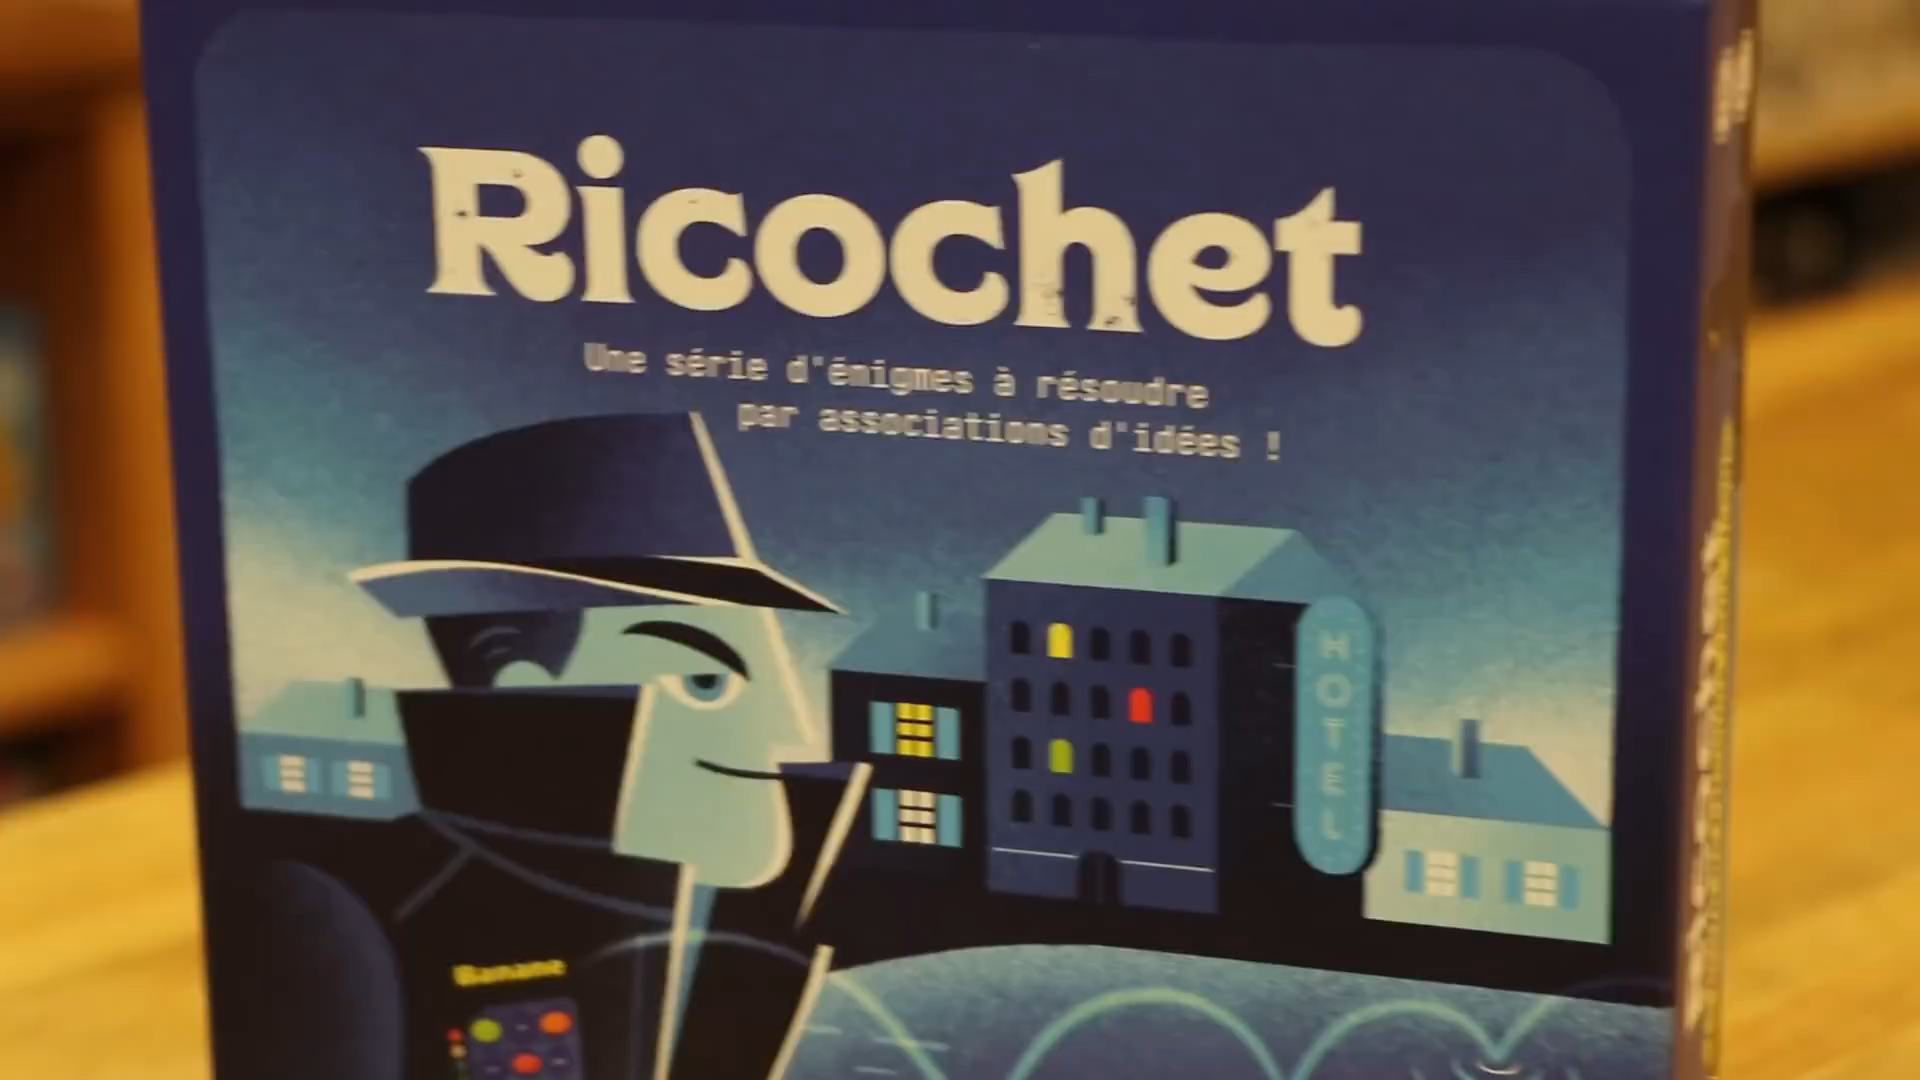 Ricochet
Une série d'énigmes à résoudre
par associations d'idées !
HOTEL
Banane